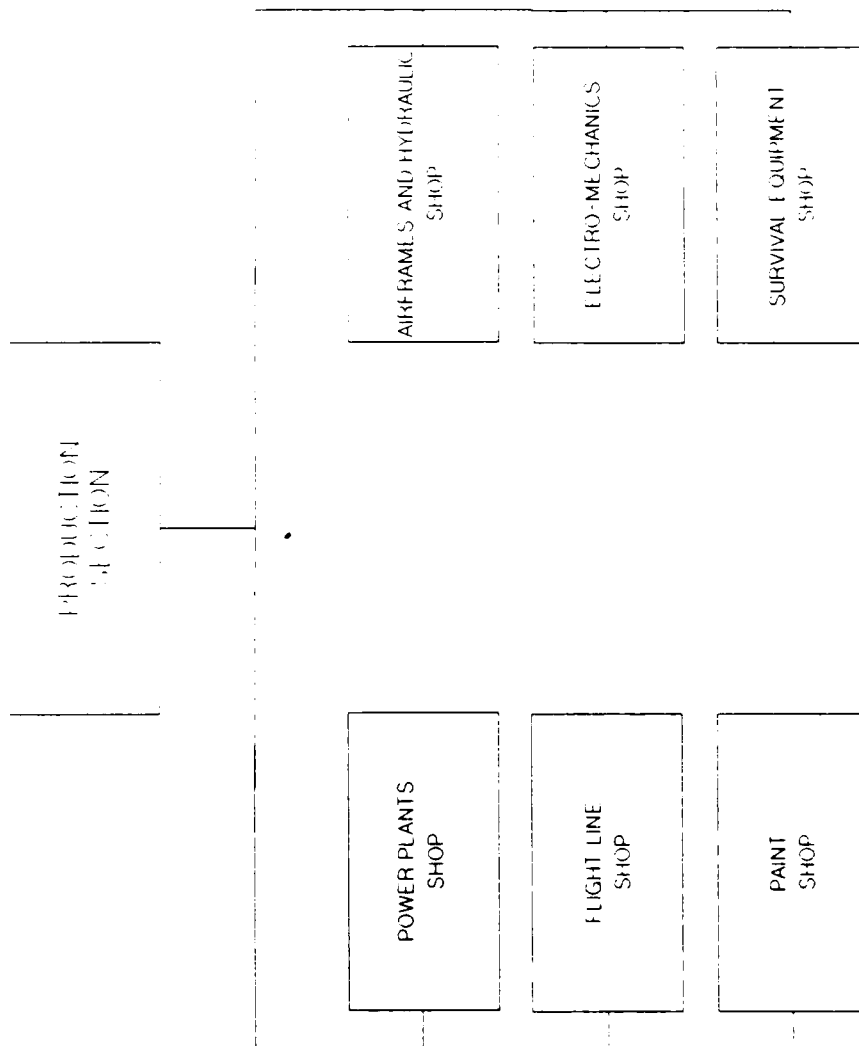 PRODUCTION
SECTION
POWER PLANTS
SHOP
AIRFRAMES AND HYDRAULIC
SHOP
FLIGHT LINE
SHOP
ELECTRO-MECHANICS
SHOP
PAINT
SHOP
SURVIVAL EQUIPMENT
SHOP